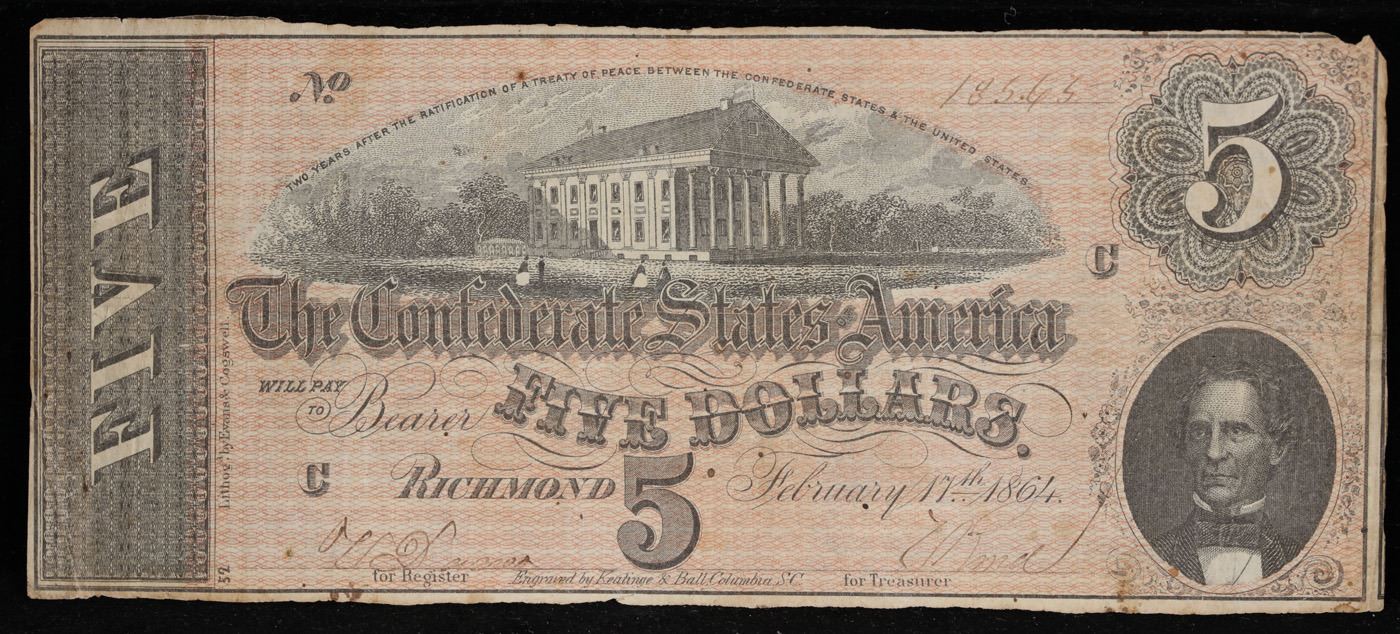 FIVE
Nº 18565
TWO YEARS AFTER THE RATIFICATION OF A TREATY OF PEACE BETWEEN THE CONFEDERATE STATES & THE UNITED STATES.
5
C
The Confederate States of America
WILL PAY
TO Bearer FIVE DOLLARS.
C RICHMOND 5 February 17th 1864.
for Register
Engraved by Keatinge & Ball, Columbia, S.C
for Treasurer
Lithog'd by Evans & Cogswell.
52